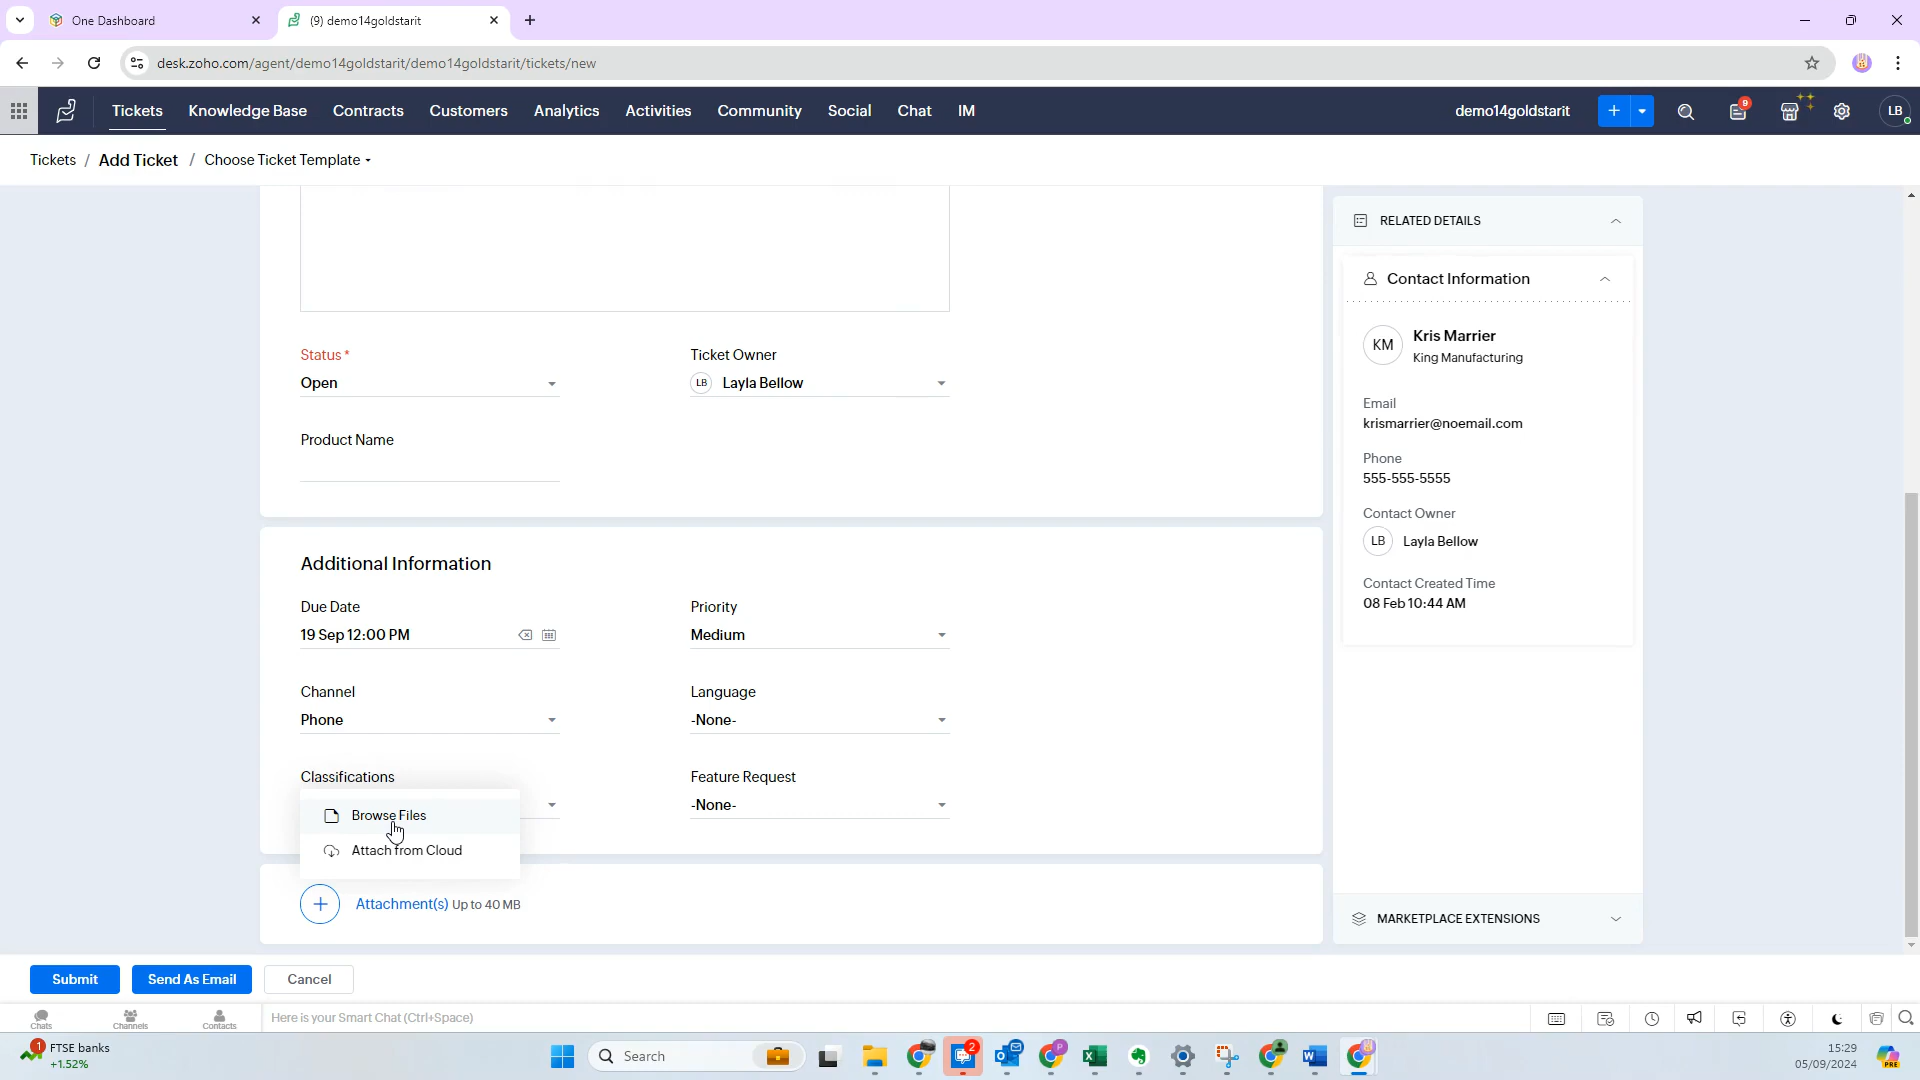 One Dashboard
(9) demo14goldstarit
desk.zoho.com/agent/demo14goldstarit/demo14goldstarit/tickets/new
Tickets Knowledge Base Contracts Customers Analytics Activities Community Social Chat IM demo14goldstarit 9 LB
Tickets / Add Ticket / Choose Ticket Template
RELATED DETAILS
Contact Information
KM Kris Marrier
King Manufacturing
Status * Ticket Owner
Open LB Layla Bellow
Email
krismarrier@noemail.com
Product Name
Phone
555-555-5555
Contact Owner
LB Layla Bellow
Additional Information
Contact Created Time
08 Feb 10:44 AM
Due Date Priority
19 Sep 12:00 PM Medium
Channel Language
Phone -None-
Classifications Feature Request
-None-
Browse Files
Attach from Cloud
Attachment(s) Up to 40 MB
MARKETPLACE EXTENSIONS
Submit Send As Email Cancel
Chats Channels Contacts Here is your Smart Chat (Ctrl+Space)
1 FTSE banks
+1.52%
Search
2
15:29
05/09/2024
PRE